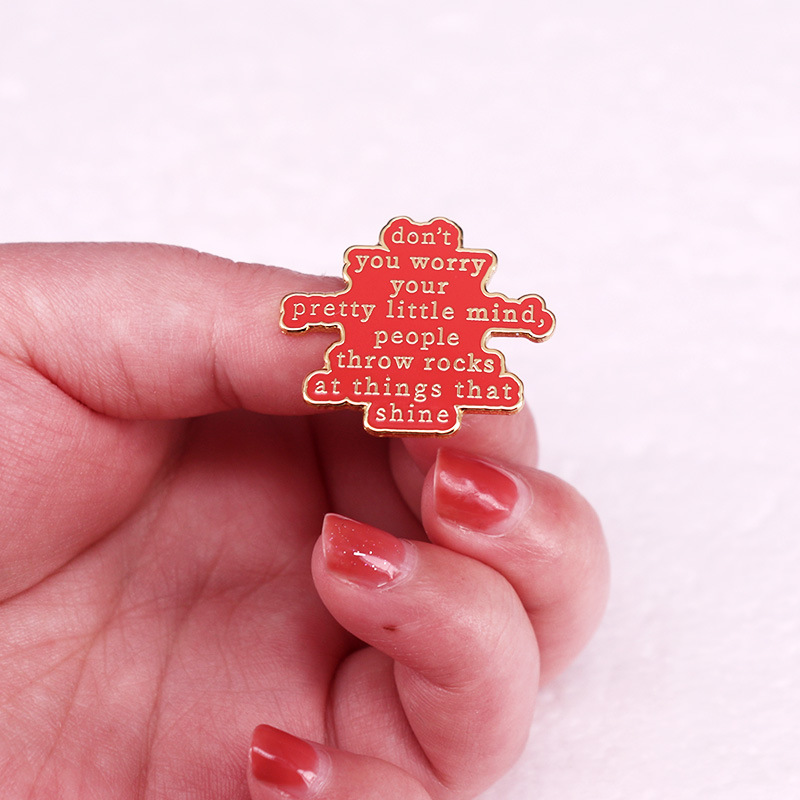 don't
you worry
your
pretty little mind,
people
throw rocks
at things that
shine